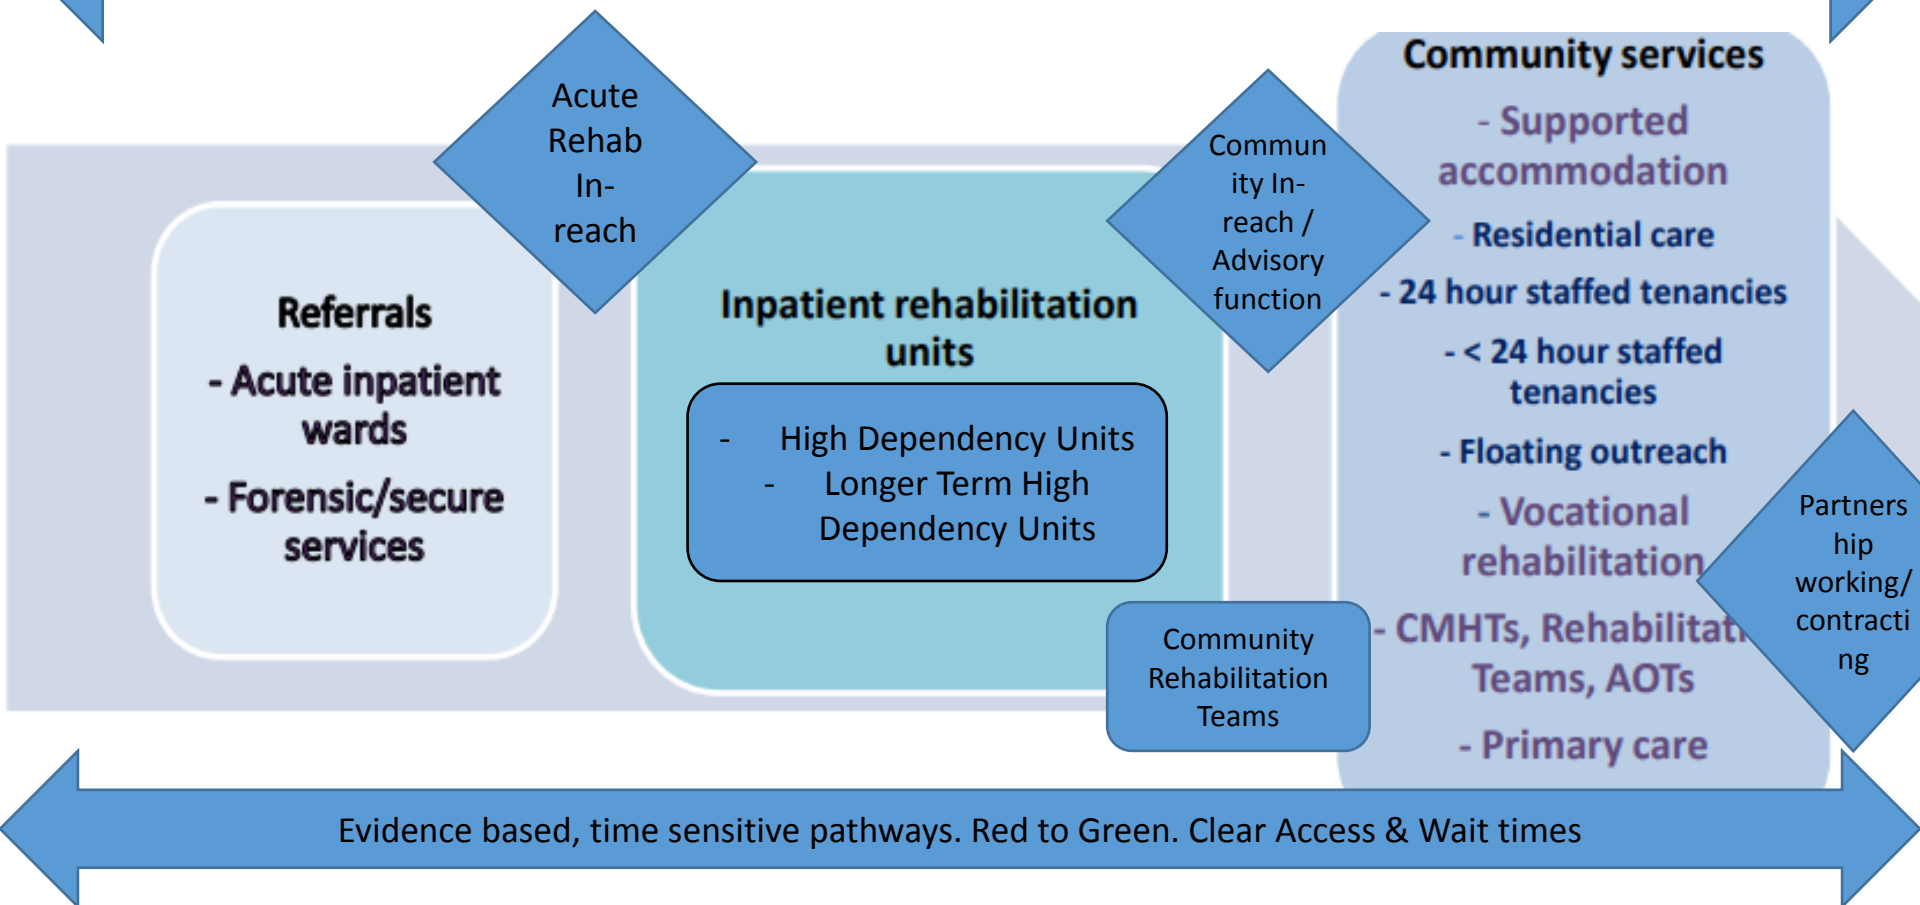 Acute
Rehab
In-
reach
Referrals
- Acute inpatient
wards
- Forensic/secure
services
Inpatient rehabilitation
units
- High Dependency Units
- Longer Term High
Dependency Units
Commun
ity In-
reach /
Advisory
function
Community
Rehabilitation
Teams
Community services
- Supported
accommodation
- Residential care
- 24 hour staffed tenancies
- < 24 hour staffed
tenancies
- Floating outreach
- Vocational
rehabilitation
- CMHTs, Rehabilitati
Teams, AOTs
- Primary care
Partners
hip
working/
contracti
ng
Evidence based, time sensitive pathways. Red to Green. Clear Access & Wait times